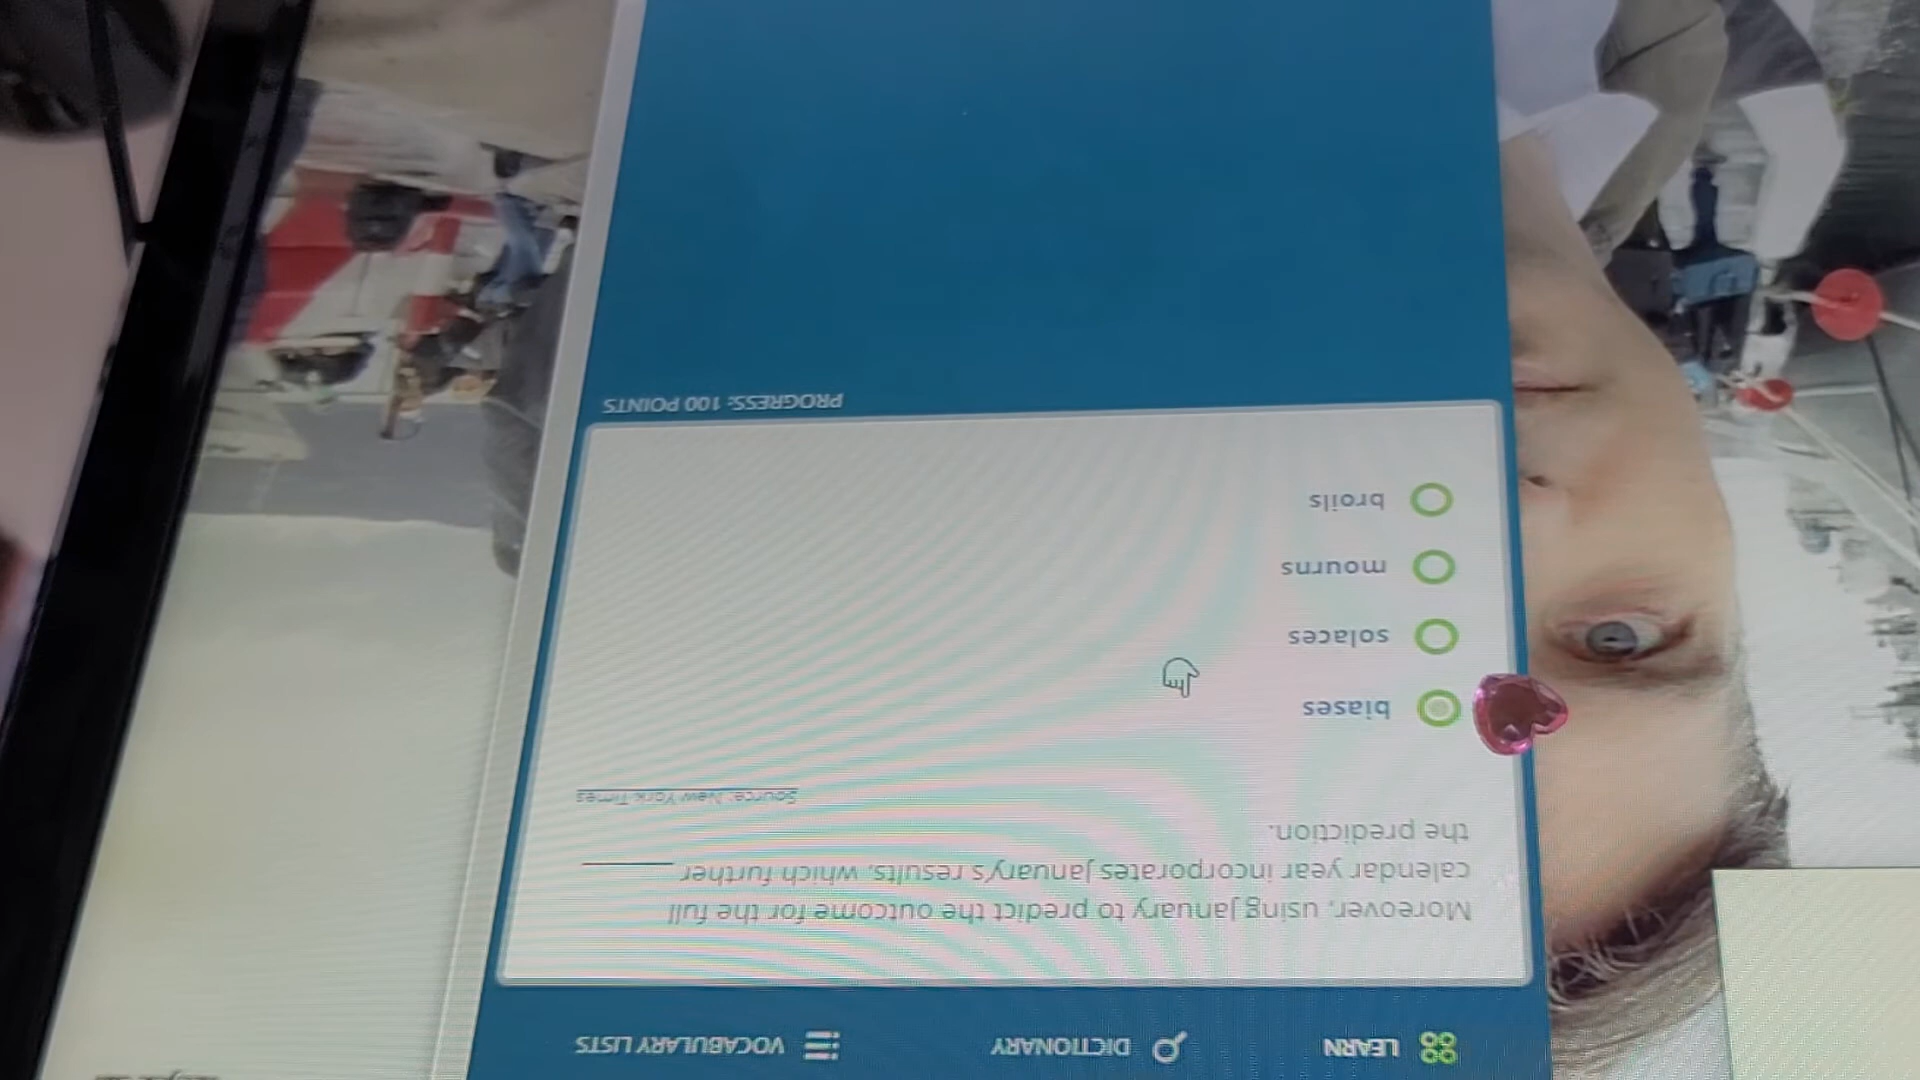 LEARN
DICTIONARY
VOCABULARY LISTS
Moreover, using January to predict the outcome for the full
calendar year incorporates January's results, which further ________
the prediction.
Source: New York Times
biases
solaces
mourns
broils
PROGRESS: 100 POINTS